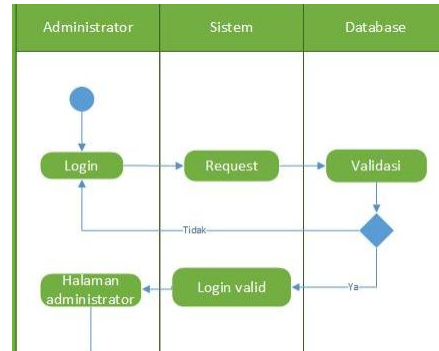 Administrator
Sistem
Database
Login
Request
Validasi
Tidak
Halaman
administrator
Login valid
Ya